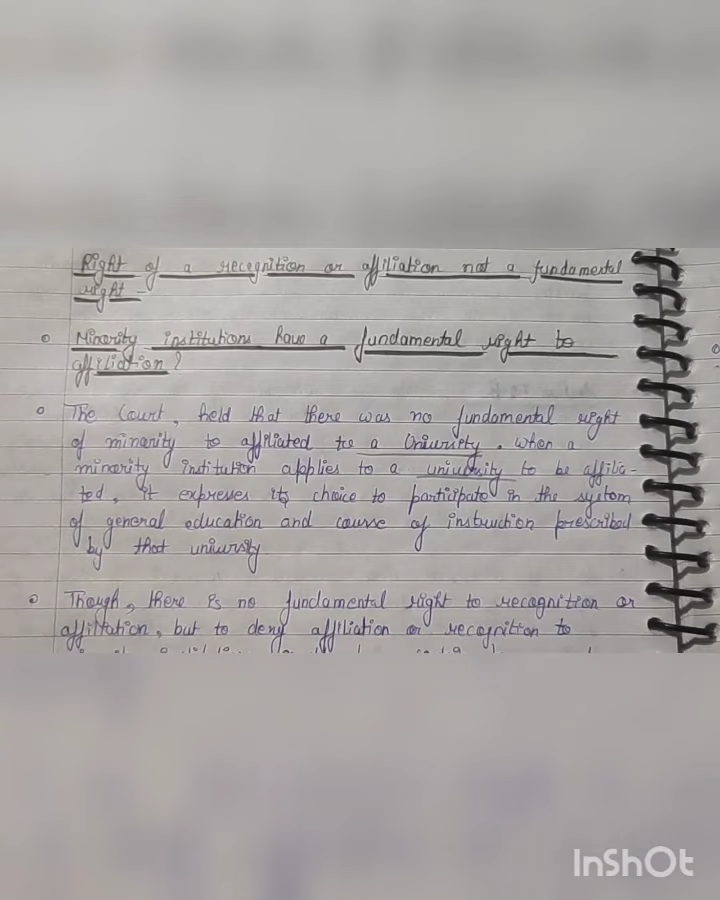 Right of a recognition or affiliation not a fundamental
right -
Minority institutions have a fundamental right to
affiliation?
The Court, held that there was no fundamental right
of minority to affiliated to a University. When a
minority institution applies to a university to be affilia-
ted, it expresses its choice to participate in the system
of general education and course of instruction prescribed
by that university
Though, there is no fundamental right to recognition or
affiliation, but to deny affiliation or recognition to
InShOt